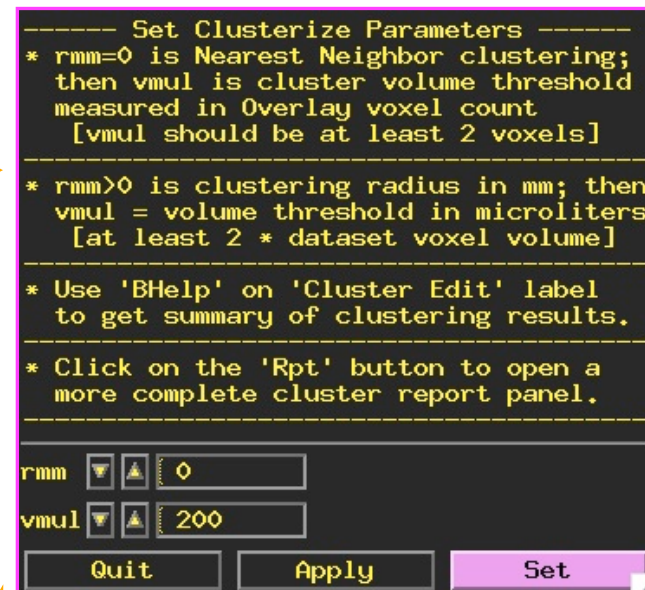 ------ Set Clusterize Parameters ------
* rmm=0 is Nearest Neighbor clustering;
then vmul is cluster volume threshold
measured in Overlay voxel count
[vmul should be at least 2 voxels]
* rmm>0 is clustering radius in mm; then
vmul = volume threshold in microliters
[at least 2 * dataset voxel volume]
* Use 'BHelp' on 'Cluster Edit' label
to get summary of clustering results.
* Click on the 'Rpt' button to open a
more complete cluster report panel.
rmm 0
vmul 200
Quit Apply Set